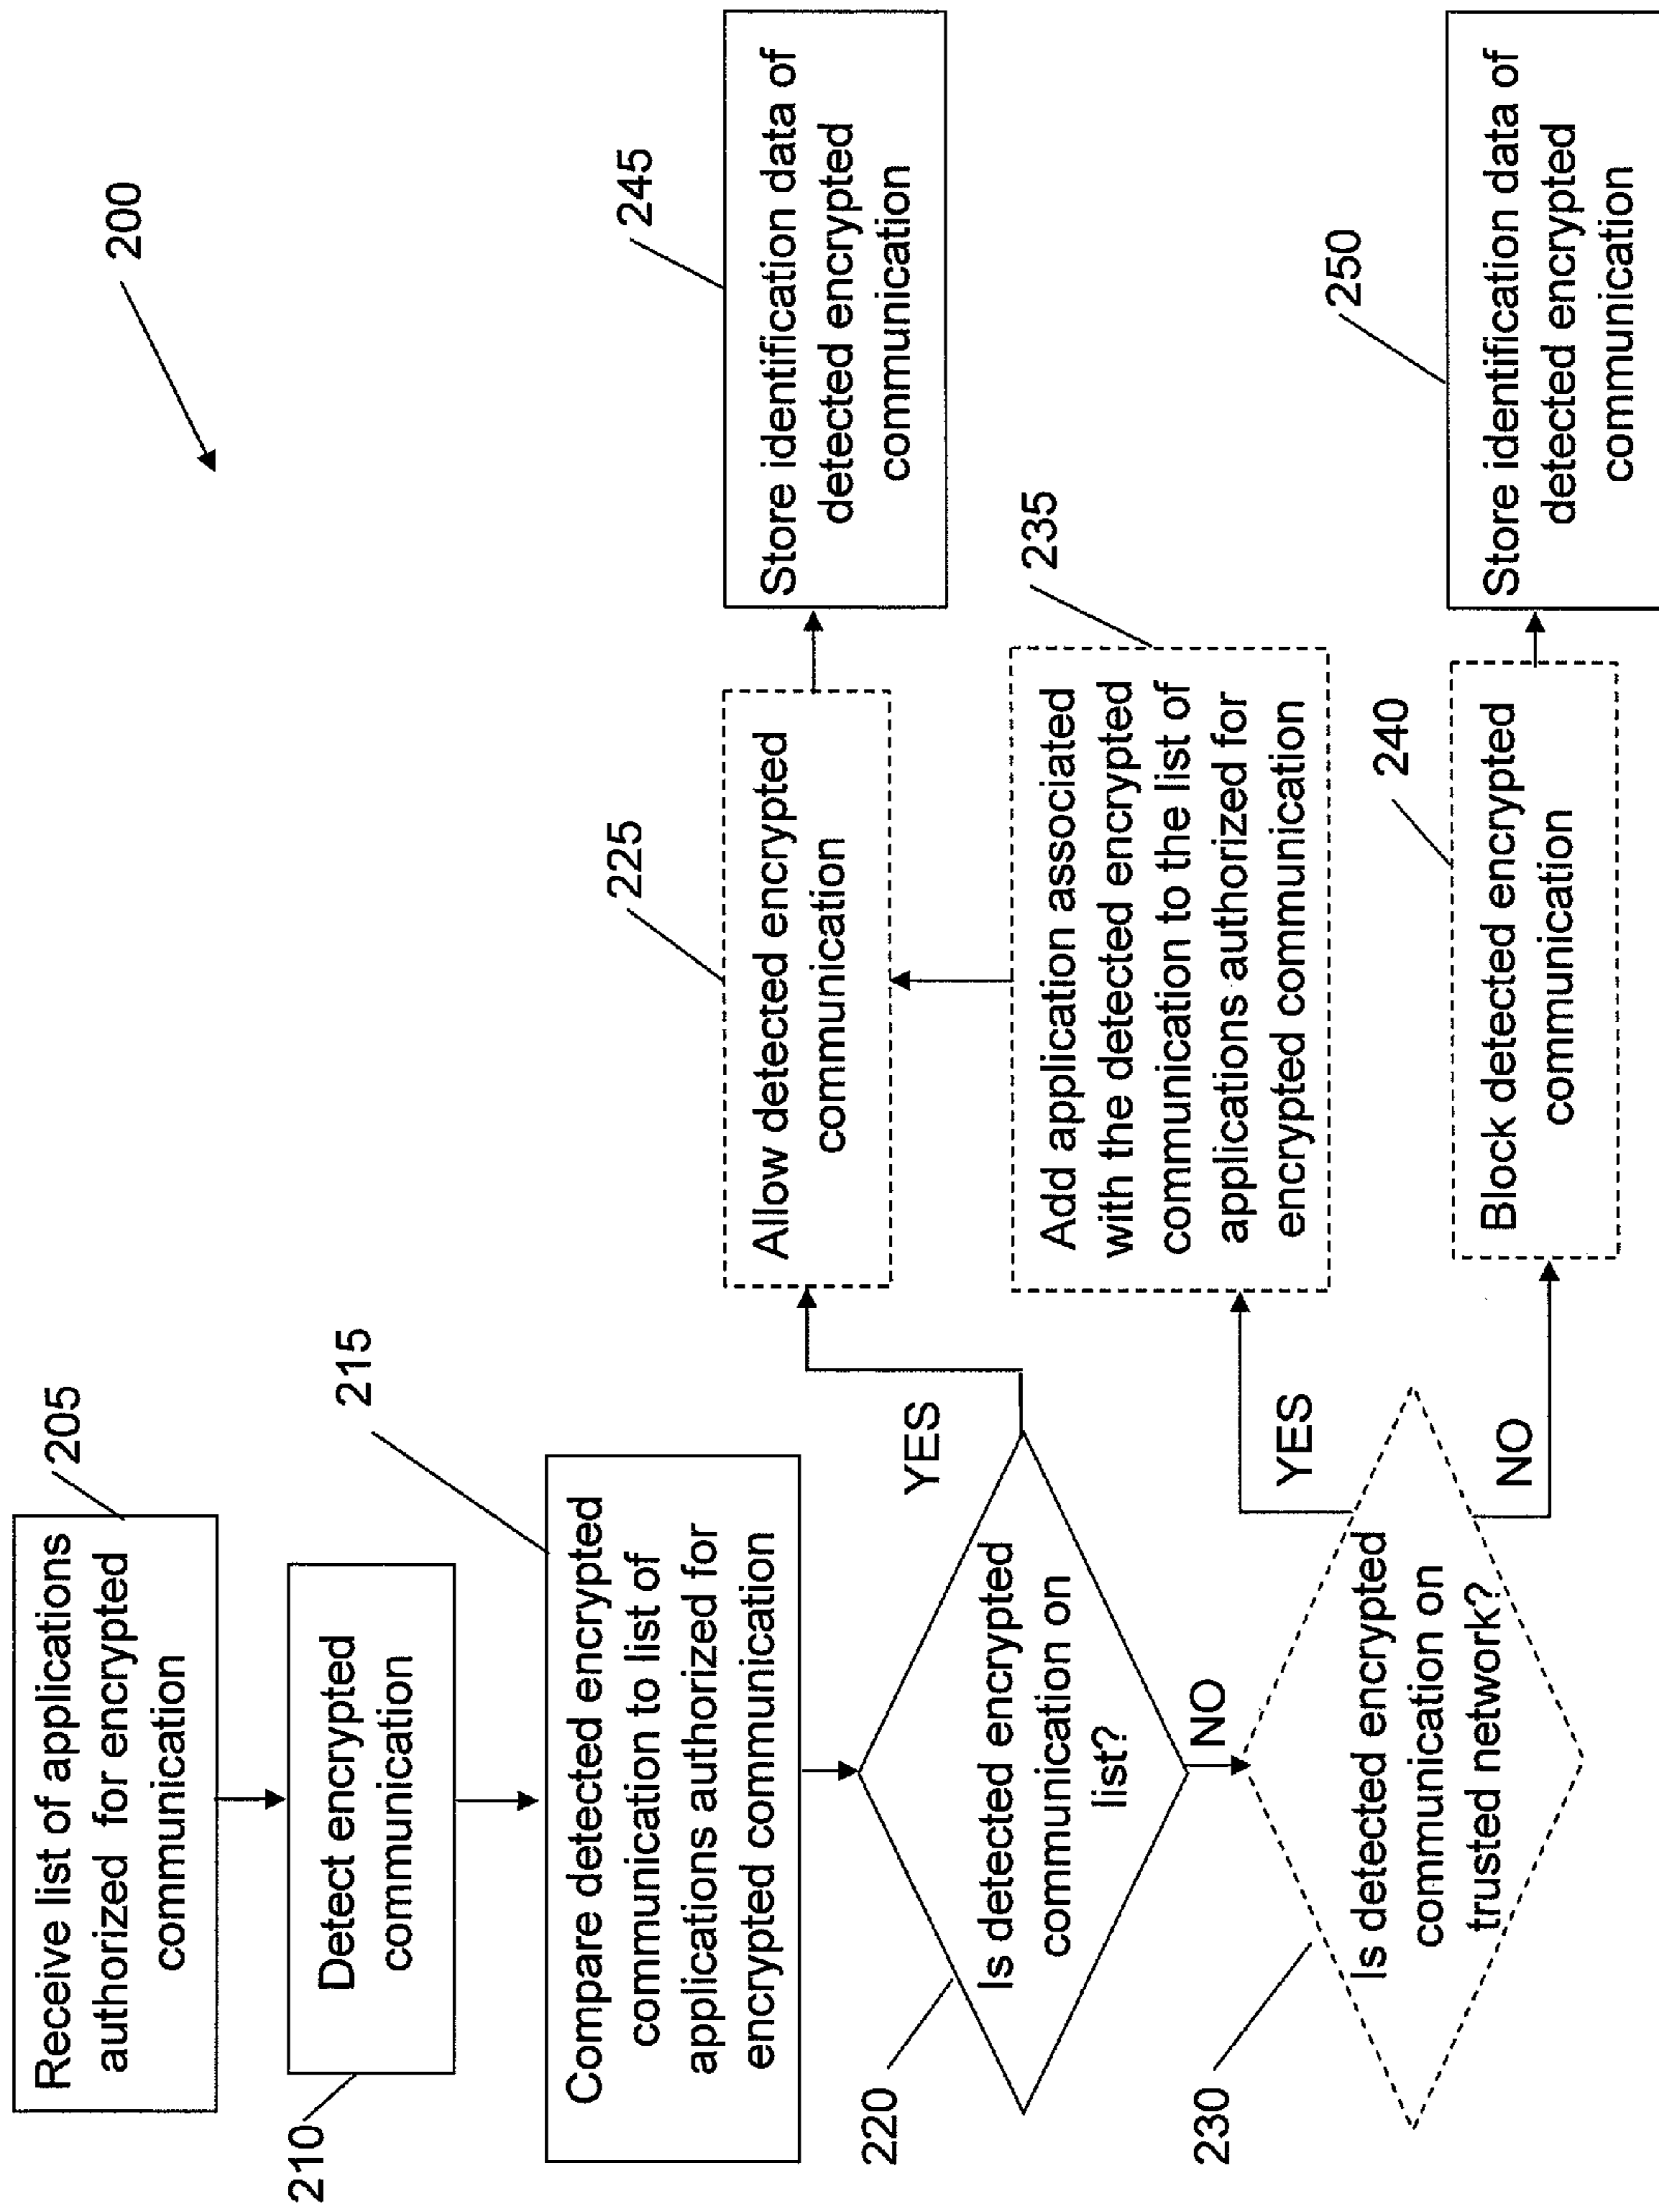 200
Receive list of applications
authorized for encrypted
communication
205
Detect encrypted
communication
210
Compare detected encrypted
communication to list of
applications authorized for
encrypted communication
215
Is detected encrypted
communication on
list?
220
YES
NO
Allow detected encrypted
communication
225
Store identification data of
detected encrypted
communication
245
Is detected encrypted
communication on
trusted network?
230
YES
NO
Add application associated
with the detected encrypted
communication to the list of
applications authorized for
encrypted communication
235
Block detected encrypted
communication
240
Store identification data of
detected encrypted
communication
250